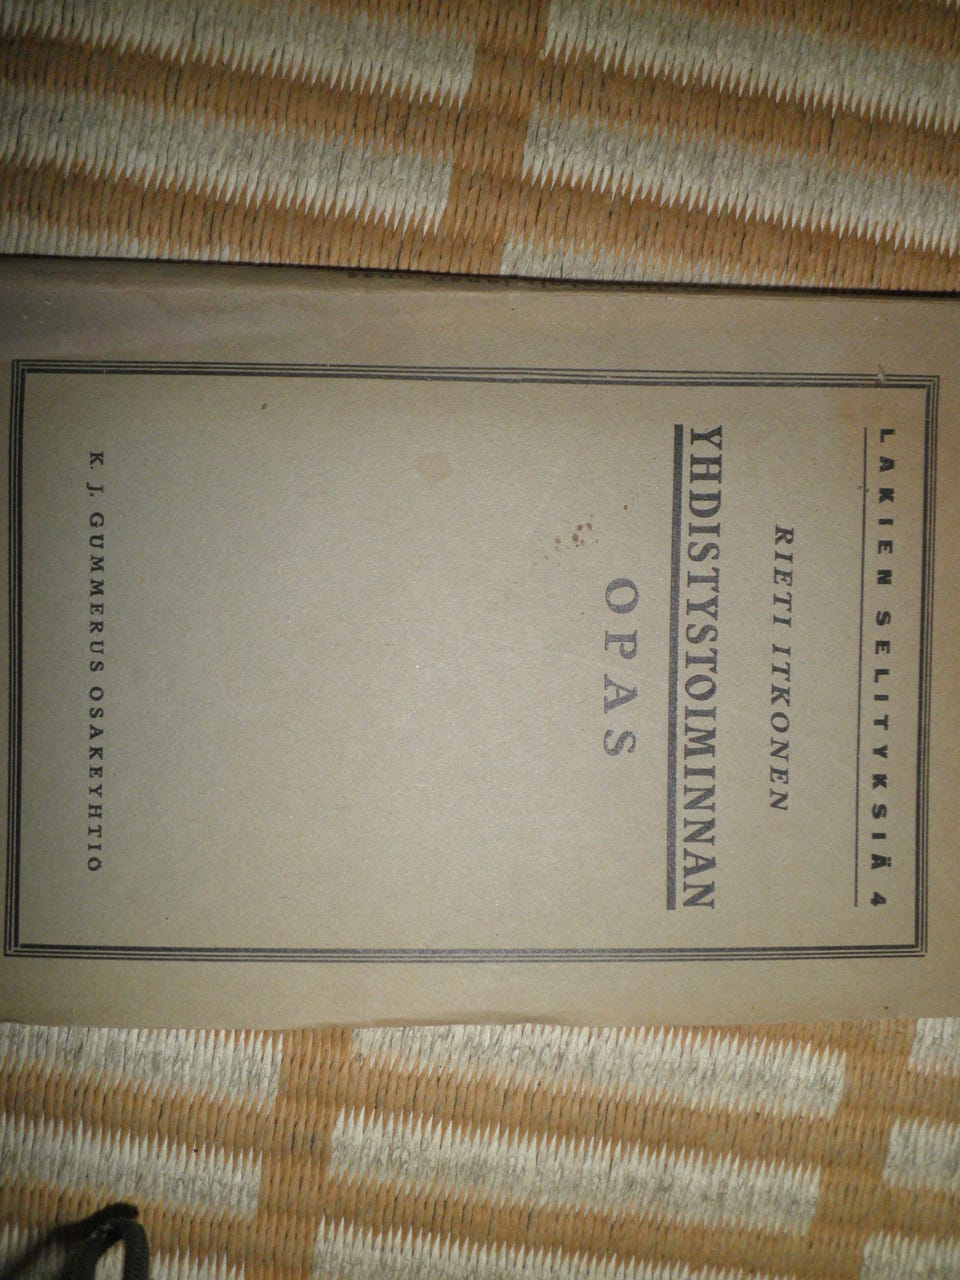 LAKIEN SELITYKSIÄ 4
RIETI ITKONEN
YHDISTYSTOIMINNAN
OPAS
K. J. GUMMERUS OSAKEYHTIÖ